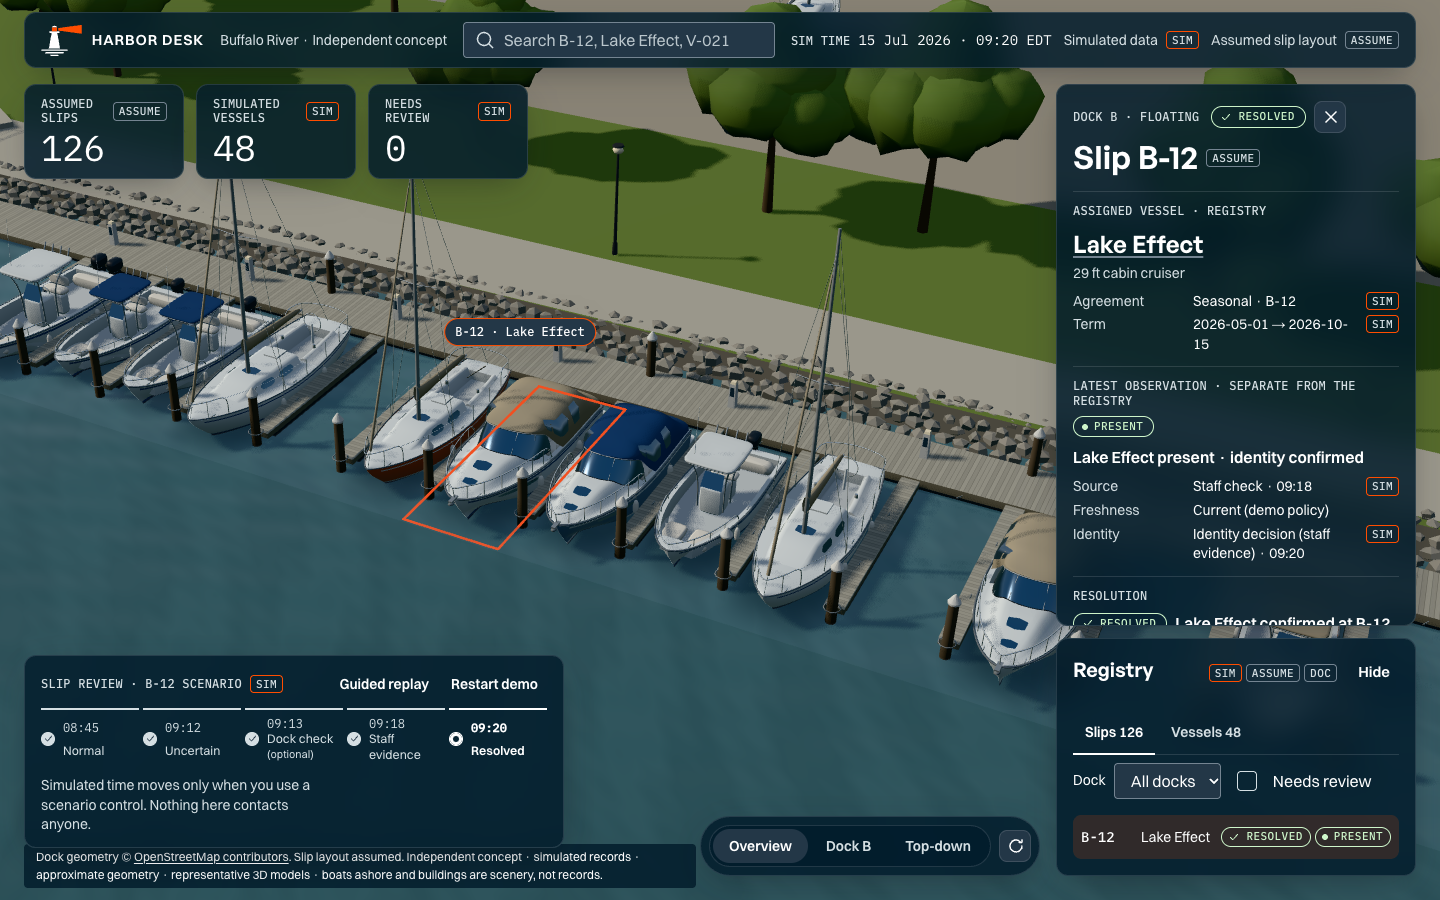 HARBOR DESK
Buffalo River · Independent concept
Search B-12, Lake Effect, V-021
SIM TIME 15 Jul 2026 · 09:20 EDT
Simulated data SIM
Assumed slip layout ASSUME
ASSUMED SLIPS ASSUME
126
SIMULATED VESSELS SIM
48
NEEDS REVIEW SIM
0
B-12 · Lake Effect
DOCK B · FLOATING
RESOLVED
Slip B-12 ASSUME
ASSIGNED VESSEL · REGISTRY
Lake Effect
29 ft cabin cruiser
Agreement Seasonal · B-12 SIM
Term 2026-05-01 → 2026-10- SIM
15
LATEST OBSERVATION · SEPARATE FROM THE
REGISTRY
PRESENT
Lake Effect present · identity confirmed
Source Staff check · 09:18 SIM
Freshness Current (demo policy)
Identity Identity decision (staff SIM
evidence) · 09:20
RESOLUTION
RESOLVED Lake Effect confirmed at B-12
Registry SIM ASSUME DOC Hide
Slips 126 Vessels 48
Dock All docks Needs review
B-12 Lake Effect RESOLVED PRESENT
SLIP REVIEW · B-12 SCENARIO SIM
Guided replay Restart demo
08:45
Normal
09:12
Uncertain
09:13
Dock check
(optional)
09:18
Staff
evidence
09:20
Resolved
Simulated time moves only when you use a
scenario control. Nothing here contacts
anyone.
Dock geometry © OpenStreetMap contributors. Slip layout assumed. Independent concept · simulated records ·
approximate geometry · representative 3D models · boats ashore and buildings are scenery, not records.
Overview Dock B Top-down